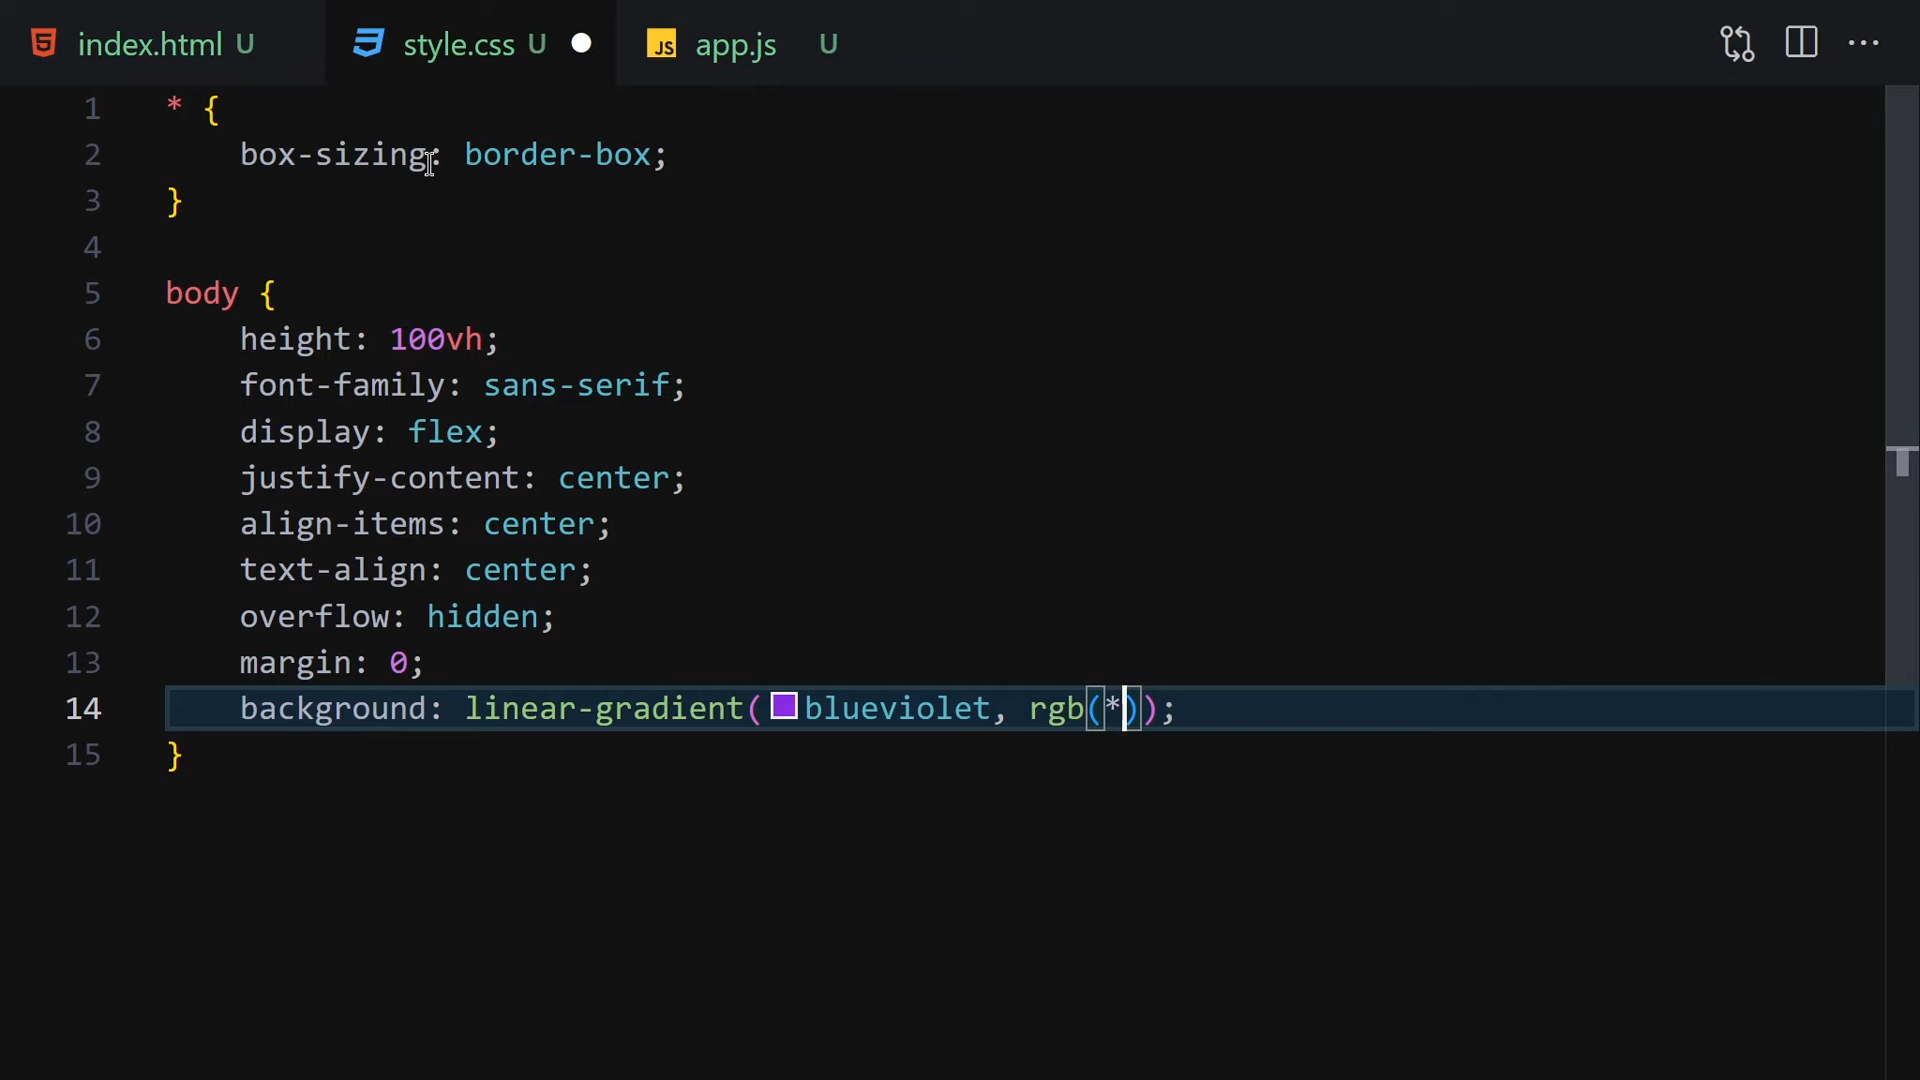 index.html U style.css U JS app.js U
1 * {
2 box-sizing: border-box;
3 }
4
5 body {
6 height: 100vh;
7 font-family: sans-serif;
8 display: flex;
9 justify-content: center;
10 align-items: center;
11 text-align: center;
12 overflow: hidden;
13 margin: 0;
14 background: linear-gradient(blueviolet, rgb(*));
15 }